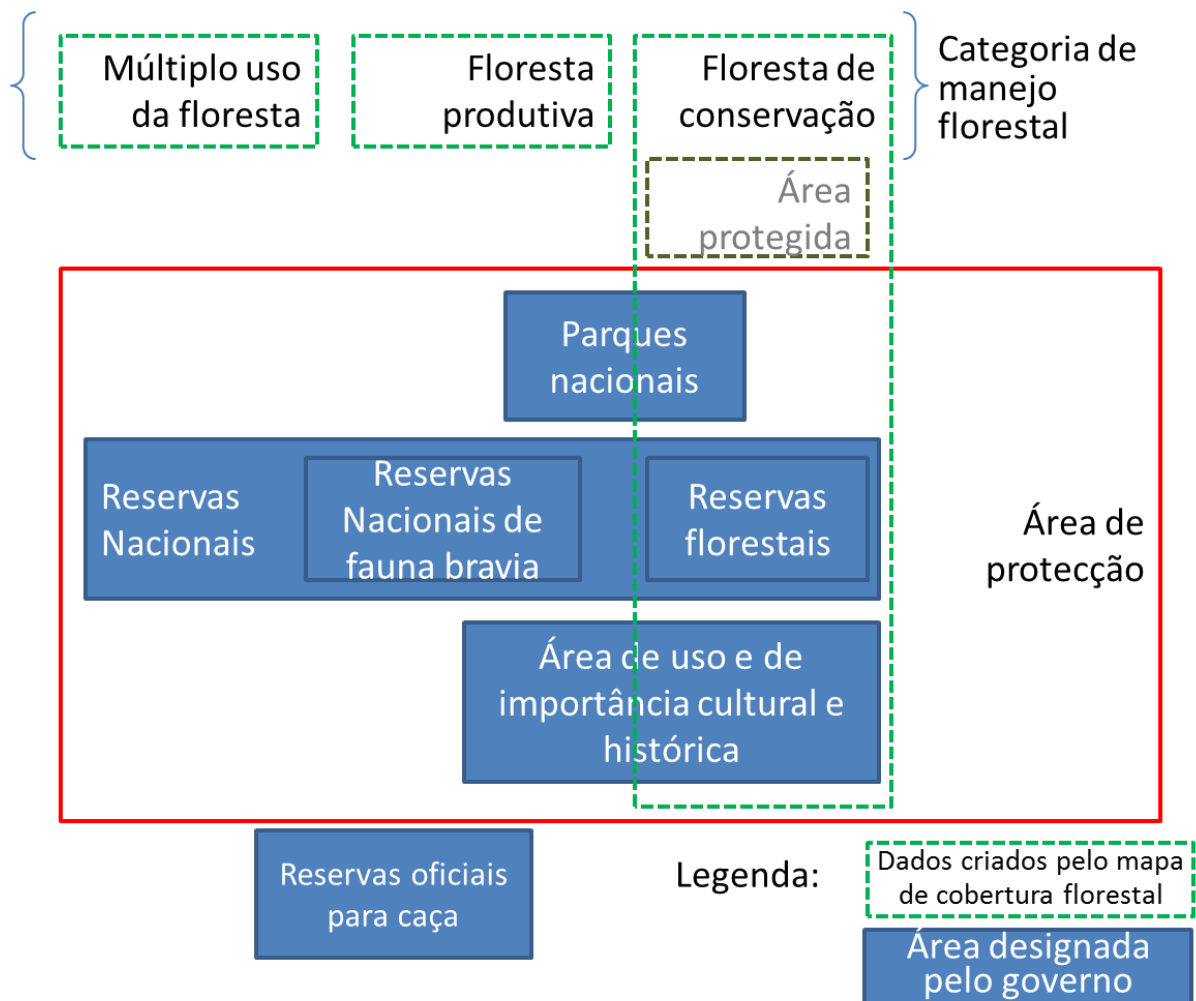 Múltiplo uso
da floresta
Floresta
produtiva
Floresta de
conservação
Categoria de
manejo
florestal
Área
protegida
Parques
nacionais
Reservas
Nacionais
Reservas
Nacionais de
fauna bravia
Reservas
florestais
Área de
protecção
Área de uso e de
importância cultural e
histórica
Reservas oficiais
para caça
Legenda:
Dados criados pelo mapa
de cobertura florestal
Área designada
pelo governo